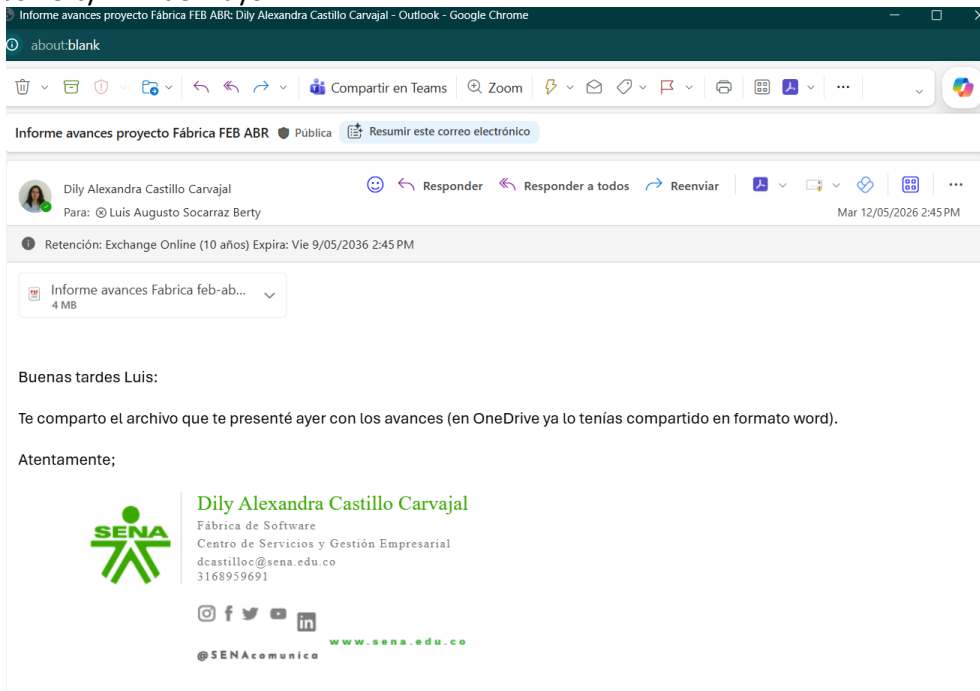 Informe avances proyecto Fábrica FEB ABR: Dily Alexandra Castillo Carvajal - Outlook - Google Chrome
about:blank
Compartir en Teams Zoom
Informe avances proyecto Fábrica FEB ABR Pública Resumir este correo electrónico
Dily Alexandra Castillo Carvajal Responder Responder a todos Reenviar
Para: Luis Augusto Socarraz Berty Mar 12/05/2026 2:45 PM
Retención: Exchange Online (10 años) Expira: Vie 9/05/2036 2:45 PM
Informe avances Fabrica feb-ab...
4 MB
Buenas tardes Luis:
Te comparto el archivo que te presenté ayer con los avances (en OneDrive ya lo tenías compartido en formato word).
Atentamente;
SENA
Dily Alexandra Castillo Carvajal
Fábrica de Software
Centro de Servicios y Gestión Empresarial
dcastilloc@sena.edu.co
3168959691
www.sena.edu.co
@SENAcomunica